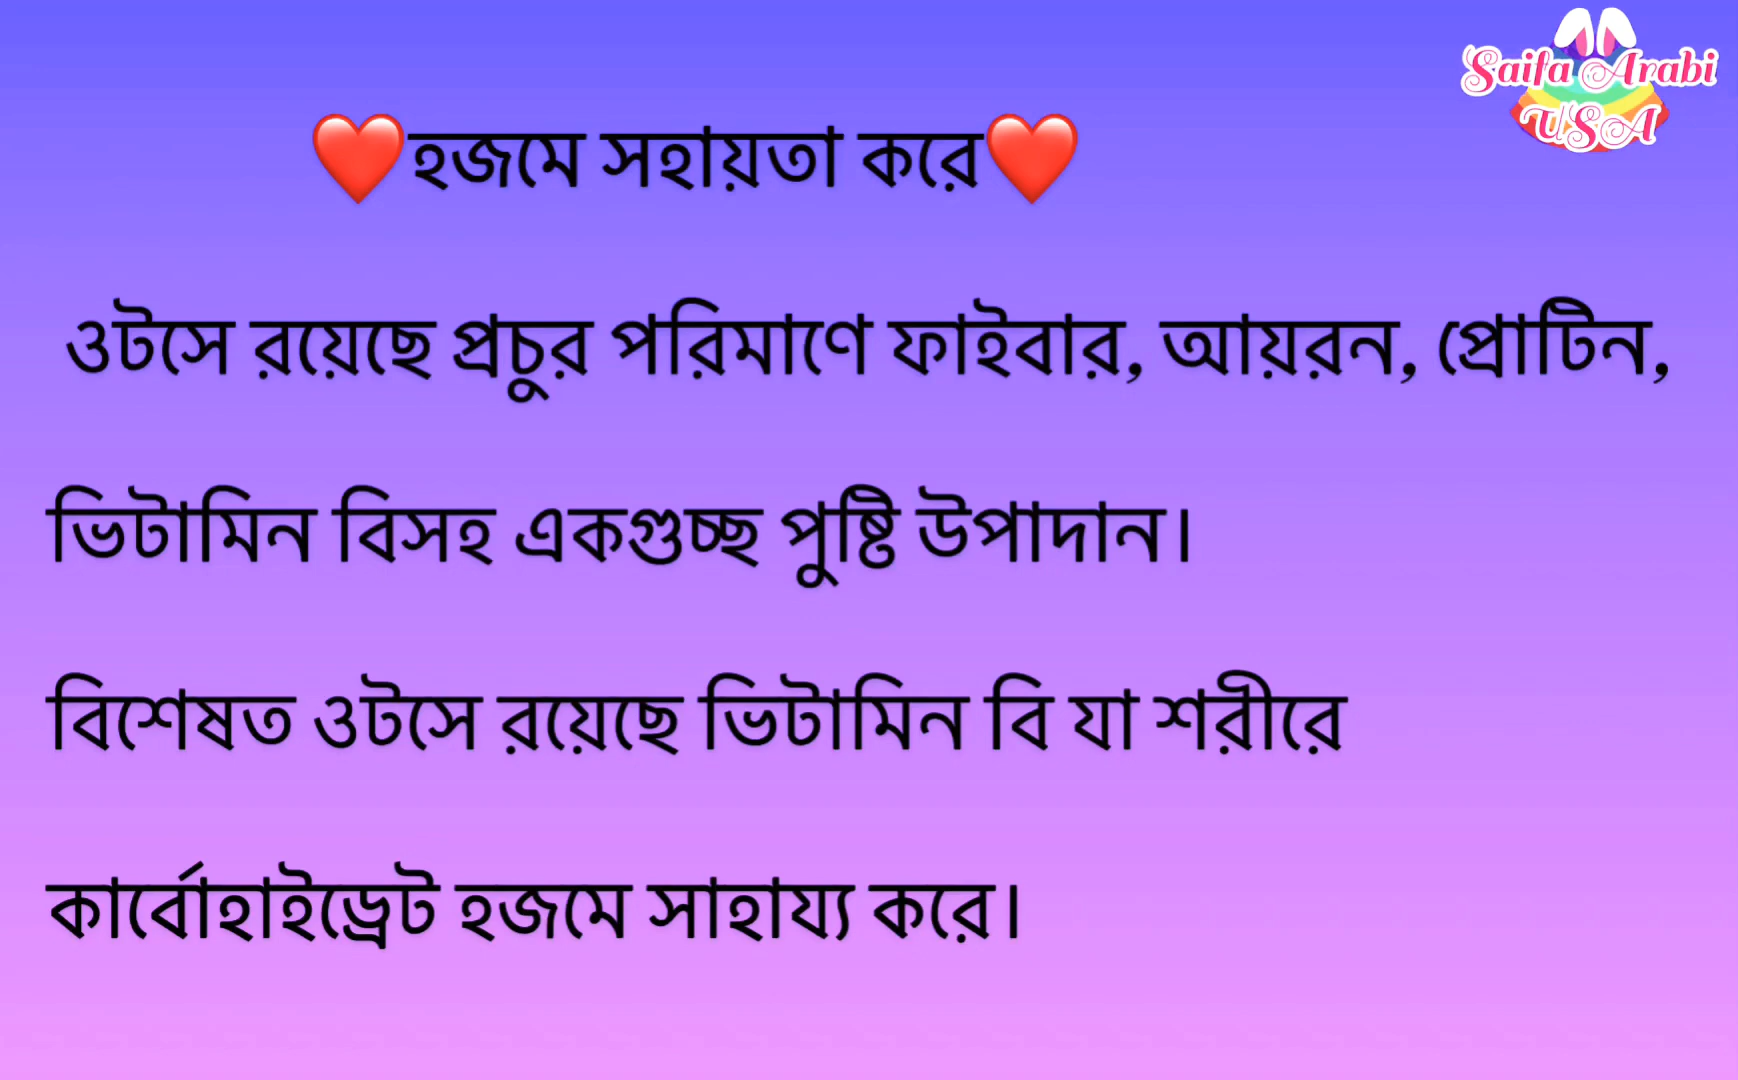 Saifa Arabi
USA
❤️হজমে সহায়তা করে❤️
ওটসে রয়েছে প্রচুর পরিমাণে ফাইবার, আয়রন, প্রোটিন,
ভিটামিন বিসহ একগুচ্ছ পুষ্টি উপাদান।
বিশেষত ওটসে রয়েছে ভিটামিন বি যা শরীরে
কার্বোহাইড্রেট হজমে সাহায্য করে।